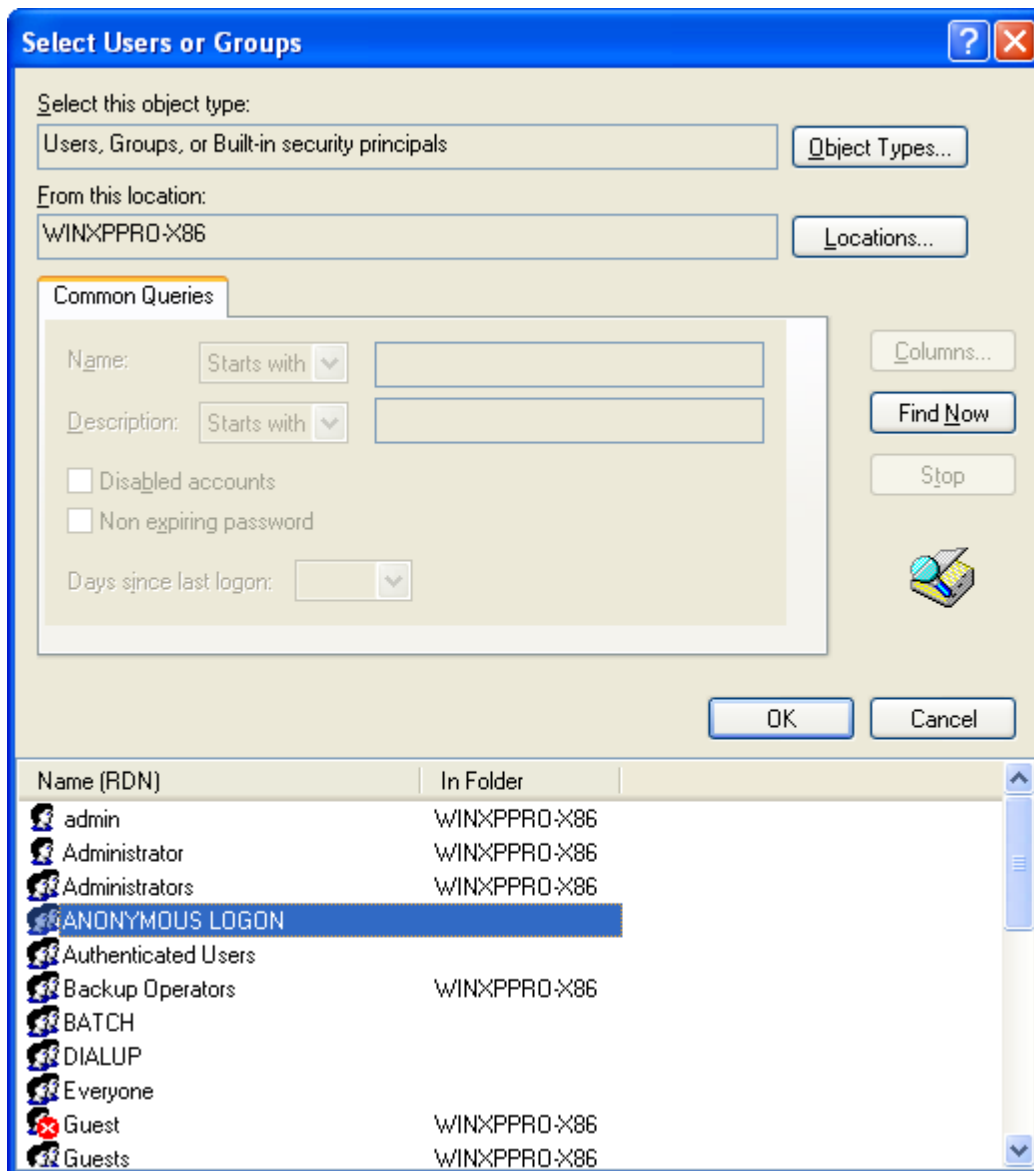 Select Users or Groups
Select this object type:
Users, Groups, or Built-in security principals
Object Types...
From this location:
WINXPPRO-X86
Locations...
Common Queries
Name:
Starts with
Columns...
Description:
Starts with
Find Now
Disabled accounts
Stop
Non expiring password
Days since last logon:
OK
Cancel
Name (RDN) In Folder
admin WINXPPRO-X86
Administrator WINXPPRO-X86
Administrators WINXPPRO-X86
ANONYMOUS LOGON
Authenticated Users
Backup Operators WINXPPRO-X86
BATCH
DIALUP
Everyone
Guest WINXPPRO-X86
Guests WINXPPRO-X86